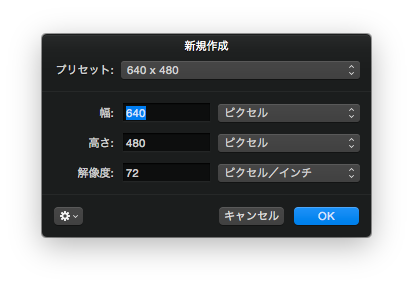 新規作成
プリセット: 640 x 480
幅: 640 ピクセル
高さ: 480 ピクセル
解像度: 72 ピクセル／インチ
キャンセル OK